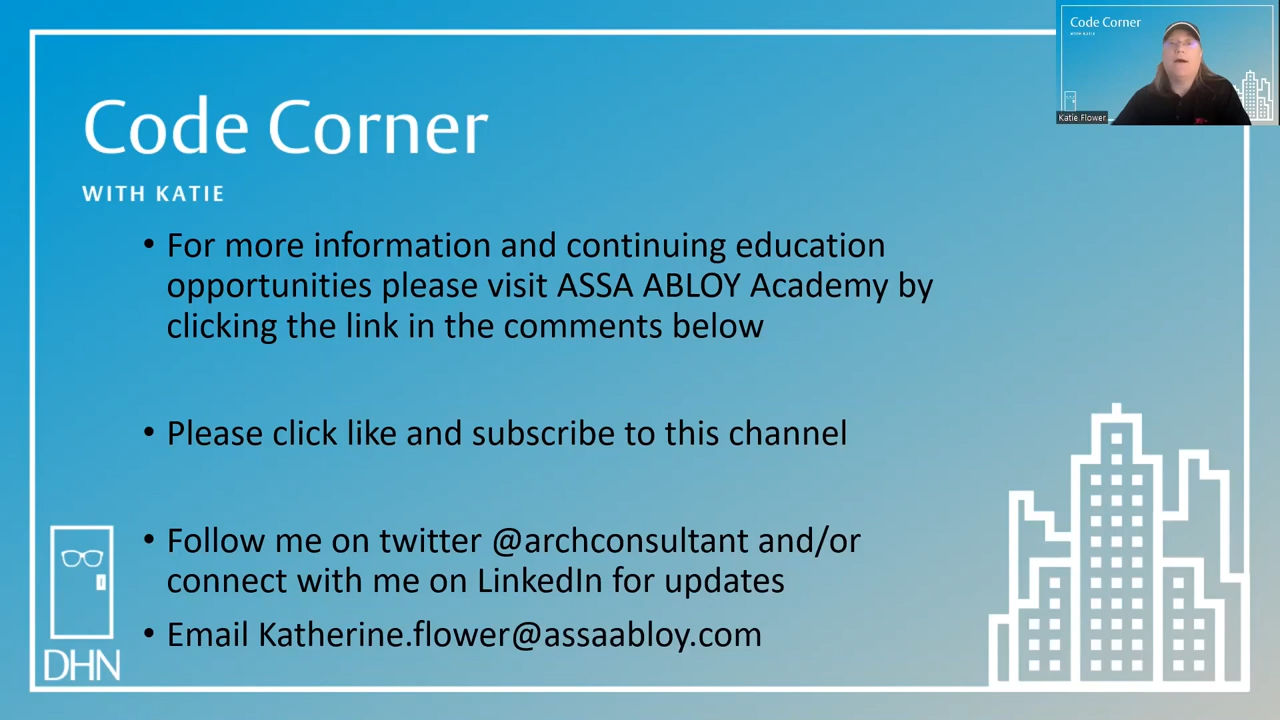 Code Corner
WITH KATIE
• For more information and continuing education
opportunities please visit ASSA ABLOY Academy by
clicking the link in the comments below
• Please click like and subscribe to this channel
• Follow me on twitter @archconsultant and/or
connect with me on LinkedIn for updates
• Email Katherine.flower@assaabloy.com
DHN
Code Corner
WITH KATIE
Katie Flower